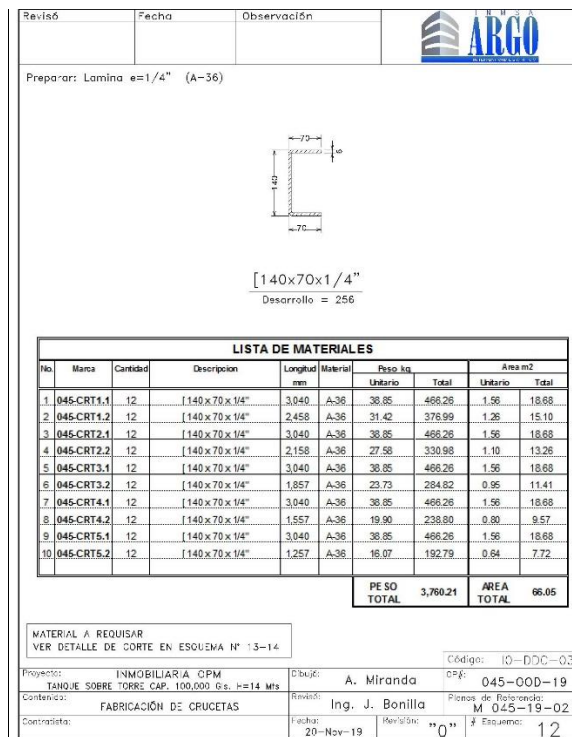 Revisó Fecha Observación
INMSA
ARGO
Preparar: Lamina e=1/4" (A-36)
70
6
140
70
[140x70x1/4"
Desarrollo = 256
LISTA DE MATERIALES
No. Marca Cantidad Descripcion Longitud Material Peso kg Area m2
mm Unitario Total Unitario Total
1 045-CRT1.1 12 [ 140 x 70 x 1/4" 3,040 A-36 38.85 466.26 1.56 18.68
2 045-CRT1.2 12 [ 140 x 70 x 1/4" 2,458 A-36 31.42 376.99 1.26 15.10
3 045-CRT2.1 12 [ 140 x 70 x 1/4" 3,040 A-36 38.85 466.26 1.56 18.68
4 045-CRT2.2 12 [ 140 x 70 x 1/4" 2,158 A-36 27.58 330.98 1.10 13.26
5 045-CRT3.1 12 [ 140 x 70 x 1/4" 3,040 A-36 38.85 466.26 1.56 18.68
6 045-CRT3.2 12 [ 140 x 70 x 1/4" 1,857 A-36 23.73 284.82 0.95 11.41
7 045-CRT4.1 12 [ 140 x 70 x 1/4" 3,040 A-36 38.85 466.26 1.56 18.68
8 045-CRT4.2 12 [ 140 x 70 x 1/4" 1,557 A-36 19.90 238.80 0.80 9.57
9 045-CRT5.1 12 [ 140 x 70 x 1/4" 3,040 A-36 38.85 466.26 1.56 18.68
10 045-CRT5.2 12 [ 140 x 70 x 1/4" 1,257 A-36 16.07 192.79 0.64 7.72
PESO TOTAL 3,760.21 AREA TOTAL 66.05
MATERIAL A REQUISAR
VER DETALLE DE CORTE EN ESQUEMA N° 13-14
Código: IO-DDC-03
Proyecto: INMOBILIARIA CPM
TANQUE SOBRE TORRE CAP. 100,000 Gls. H=14 Mts
Dibujó: A. Miranda
OP#: 045-OOD-19
Contenido: FABRICACIÓN DE CRUCETAS
Revisó: Ing. J. Bonilla
Planos de Referencia: M 045-19-02
Contratista:
Fecha: 20-Nov-19
Revisión: "0"
# Esquema: 12